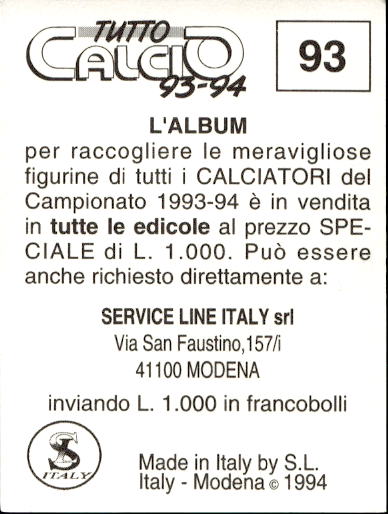 TUTTO
CALCIO
93-94
93
L'ALBUM
per raccogliere le meravigliose
figurine di tutti i CALCIATORI del
Campionato 1993-94 è in vendita
in tutte le edicole al prezzo SPE-
CIALE di L. 1.000. Può essere
anche richiesto direttamente a:
SERVICE LINE ITALY srl
Via San Faustino,157/i
41100 MODENA
inviando L. 1.000 in francobolli
SL
ITALY
Made in Italy by S.L.
Italy - Modena © 1994